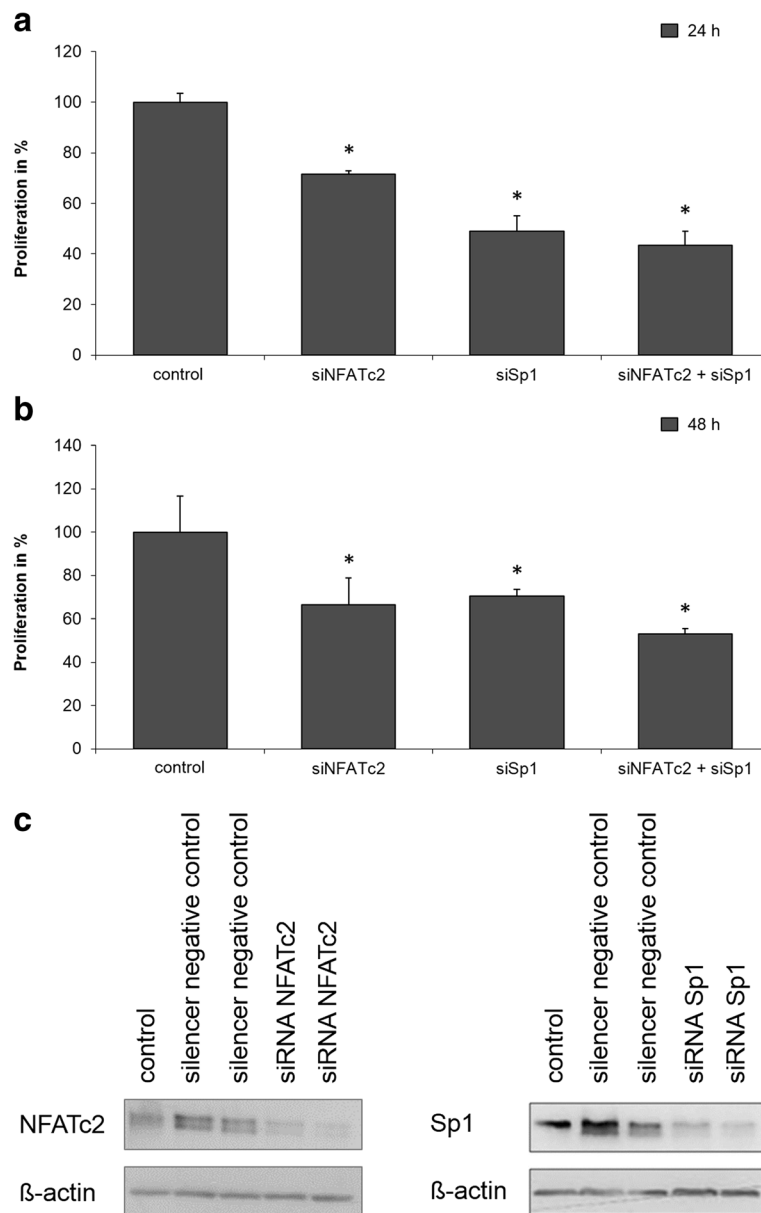 a
24 h
120
100
80
60
40
20
0
Proliferation in %
*
*
*
control
siNFATc2
siSp1
siNFATc2 + siSp1
b
48 h
140
120
100
80
60
40
20
0
Proliferation in %
*
*
*
control
siNFATc2
siSp1
siNFATc2 + siSp1
c
control
silencer negative control
silencer negative control
siRNA NFATc2
siRNA NFATc2
NFATc2
ß-actin
control
silencer negative control
silencer negative control
siRNA Sp1
siRNA Sp1
Sp1
ß-actin